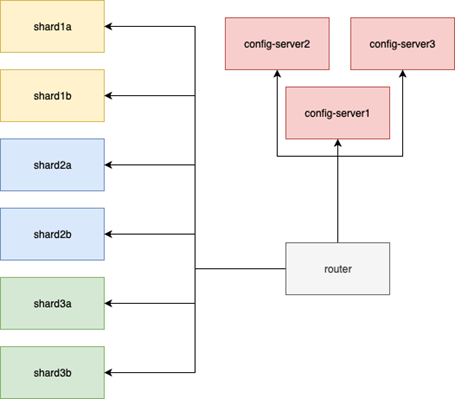 shard1a
shard1b
shard2a
shard2b
shard3a
shard3b
config-server2
config-server3
config-server1
router